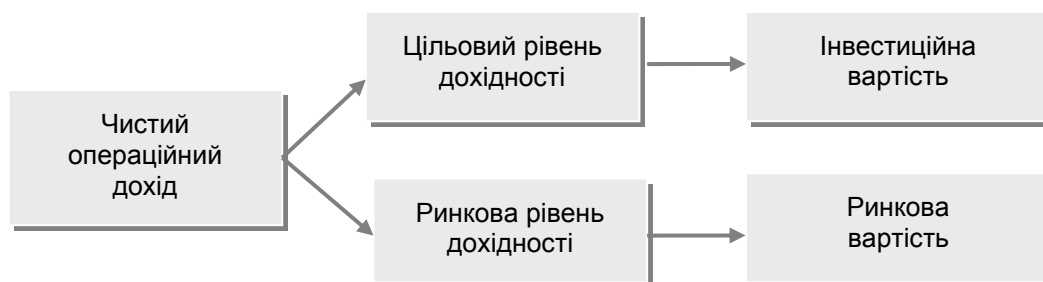 Чистий
операційний
дохід
Цільовий рівень
дохідності
Інвестиційна
вартість
Ринкова рівень
дохідності
Ринкова
вартість